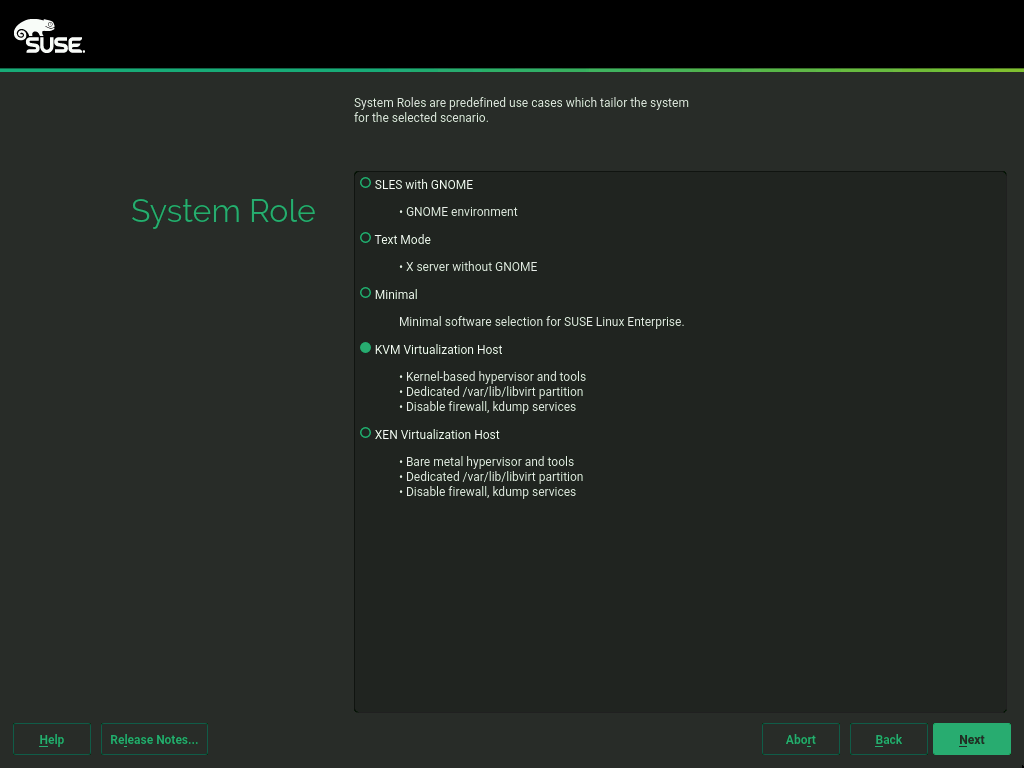 SUSE.
System Roles are predefined use cases which tailor the system
for the selected scenario.
System Role
SLES with GNOME
• GNOME environment
Text Mode
• X server without GNOME
Minimal
Minimal software selection for SUSE Linux Enterprise.
KVM Virtualization Host
• Kernel-based hypervisor and tools
• Dedicated /var/lib/libvirt partition
• Disable firewall, kdump services
XEN Virtualization Host
• Bare metal hypervisor and tools
• Dedicated /var/lib/libvirt partition
• Disable firewall, kdump services
Help Release Notes... Abort Back Next